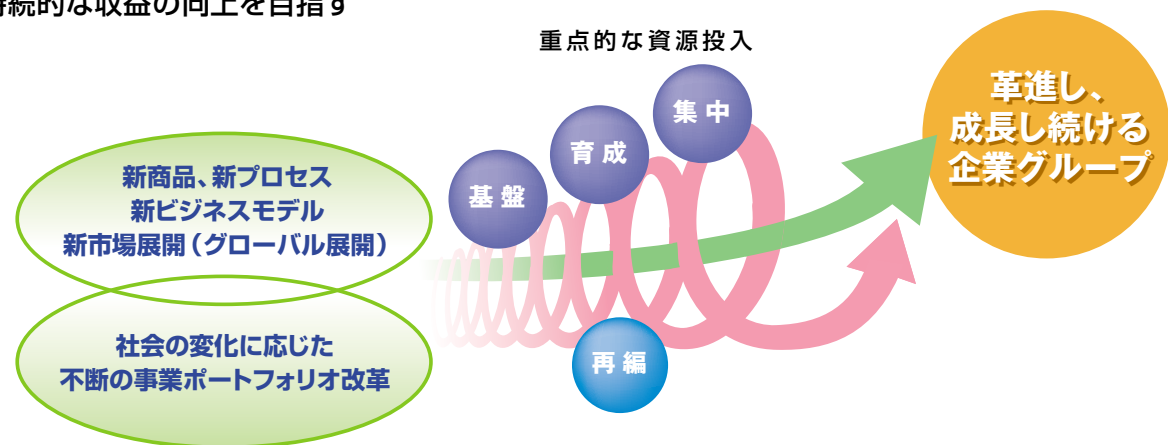 持続的な収益の向上を目指す
重点的な資源投入
集中
育成
基盤
再編
新商品、新プロセス
新ビジネスモデル
新市場展開（グローバル展開）
社会の変化に応じた
不断の事業ポートフォリオ改革
革進し、
成長し続ける
企業グループ